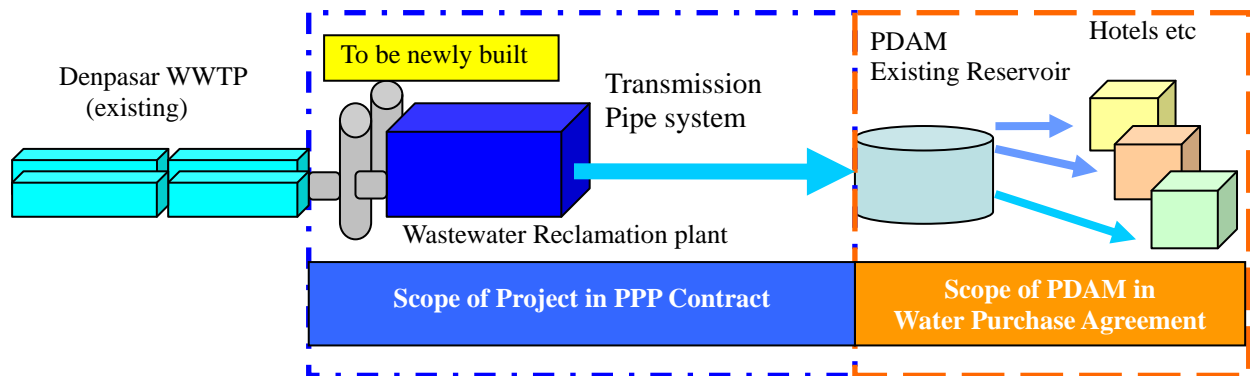 Denpasar WWTP
(existing)
To be newly built
Transmission
Pipe system
Wastewater Reclamation plant
PDAM
Existing Reservoir
Hotels etc
Scope of Project in PPP Contract
Scope of PDAM in
Water Purchase Agreement